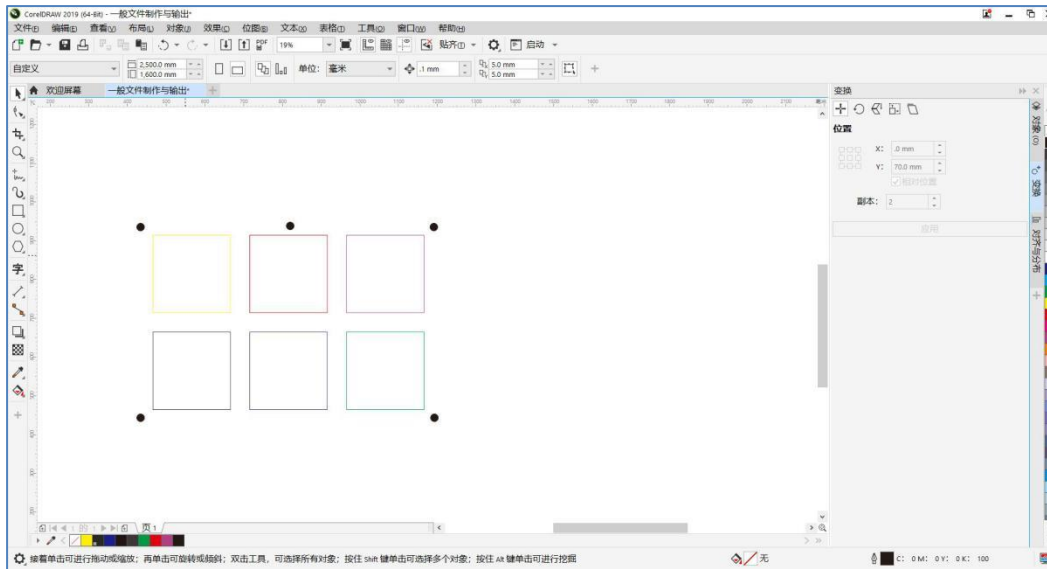 CorelDRAW 2019 (64-Bit) - 一般文件制作与输出*
文件(F) 编辑(E) 查看(V) 布局(L) 对象(J) 效果(C) 位图(B) 文本(X) 表格(T) 工具(O) 窗口(W) 帮助(H)
PDF 19% 贴齐(T) 启动
自定义 2,500.0 mm 1,600.0 mm 单位: 毫米 .1 mm 5.0 mm 5.0 mm
欢迎屏幕 一般文件制作与输出*
变换
位置
X: .0 mm
Y: 70.0 mm
相对位置
副本: 2
应用
对象(O)
变换
对齐与分布
字
页 1
接着单击可进行拖动或缩放；再单击可旋转或倾斜；双击工具，可选择所有对象；按住 Shift 键单击可选择多个对象；按住 Alt 键单击可进行挖掘
无
C: 0 M: 0 Y: 0 K: 100